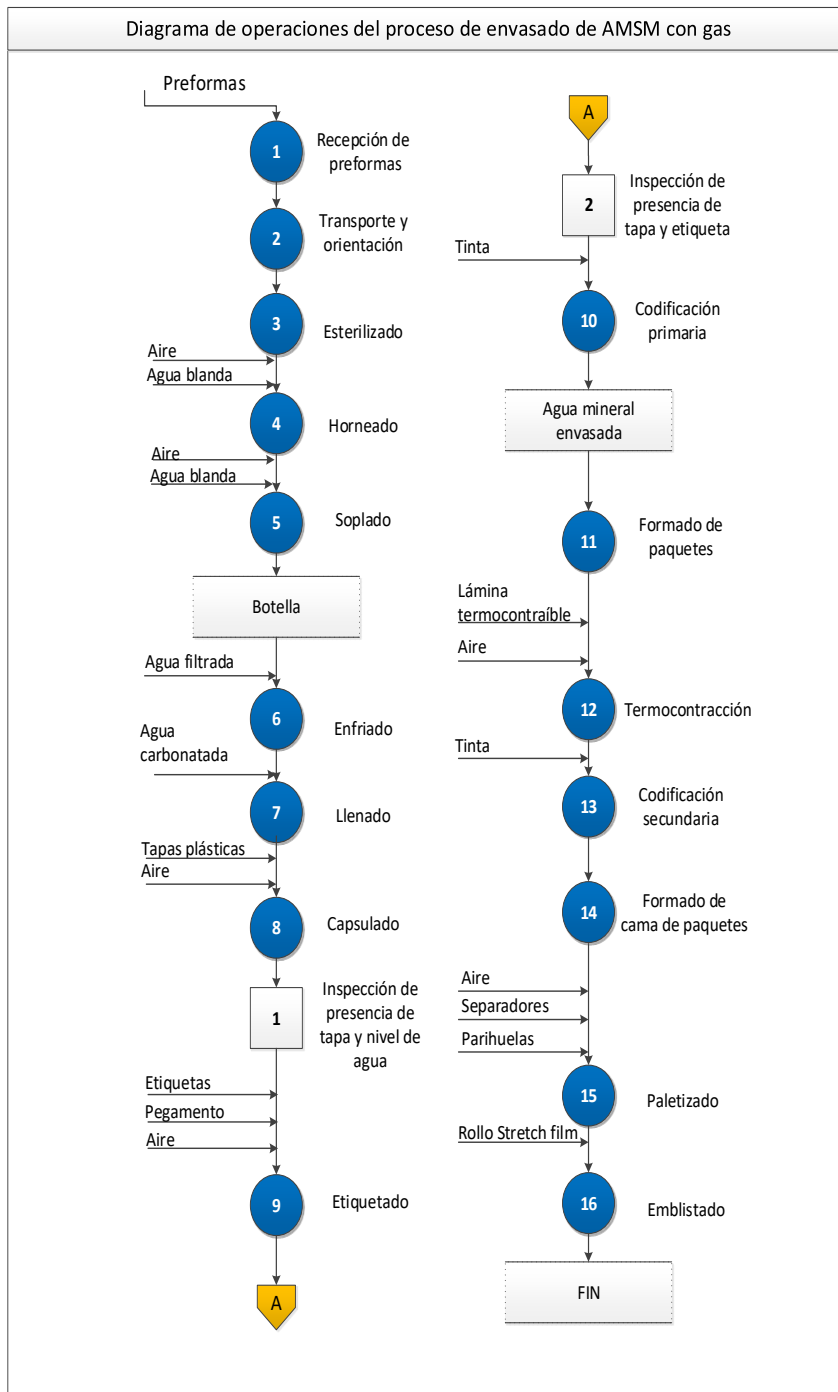 Diagrama de operaciones del proceso de envasado de AMSM con gas
Preformas
1
Recepción de
preformas
2
Transporte y
orientación
3
Esterilizado
Aire
Agua blanda
4
Horneado
Aire
Agua blanda
5
Soplado
Botella
Agua filtrada
6
Enfriado
Agua
carbonatada
7
Llenado
Tapas plásticas
Aire
8
Capsulado
1
Inspección de
presencia de
tapa y nivel de
agua
Etiquetas
Pegamento
Aire
9
Etiquetado
A
A
2
Inspección de
presencia de
tapa y etiqueta
Tinta
10
Codificación
primaria
Agua mineral
envasada
11
Formado de
paquetes
Lámina
termocontraíble
Aire
12
Termocontracción
Tinta
13
Codificación
secundaria
14
Formado de
cama de paquetes
Aire
Separadores
Parihuelas
15
Paletizado
Rollo Stretch film
16
Emblistado
FIN